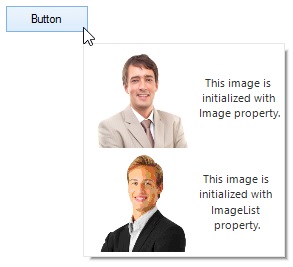 Button
This image is
initialized with
Image property.
This image is
initialized with
ImageList
property.